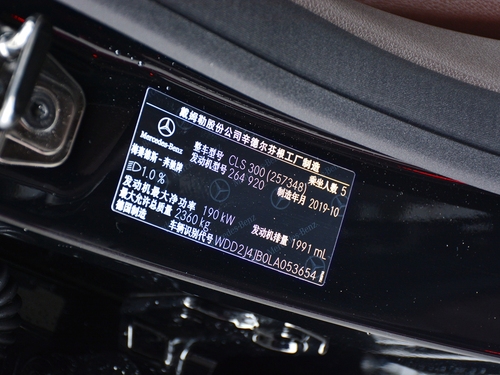 戴姆勒股份公司辛德尔芬根工厂制造
Mercedes-Benz
梅赛德斯-奔驰牌
整车型号 CLS 300 (257348) 乘坐人数 5
发动机型号 264 920 制造年月 2019-10
1.0 %
发动机最大净功率 190 kW 发动机排量 1991 mL
最大允许总质量 2360 kg
德国制造 车辆识别代号 WDD2J4JB0LA053654